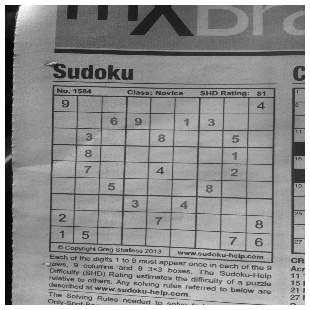 Sudoku
No. 1584 Class: Novice SHD Rating: 81
9 4
6 9 1 3
3 8 5
8 1
7 4 2
5 8
3 4
2 7 8
1 5 7 6
© Copyright Greg Shalless 2013 www.sudoku-help.com
Each of the digits 1 to 9 must appear once in each of the 9
rows, 9 columns and 9 3×3 boxes. The Sudoku-Help
Difficulty (SHD) Rating estimates the difficulty of a puzzle
relative to others. Any solving rules referred to below are
described at www.sudoku-help.com.
The Solving Rules needed to